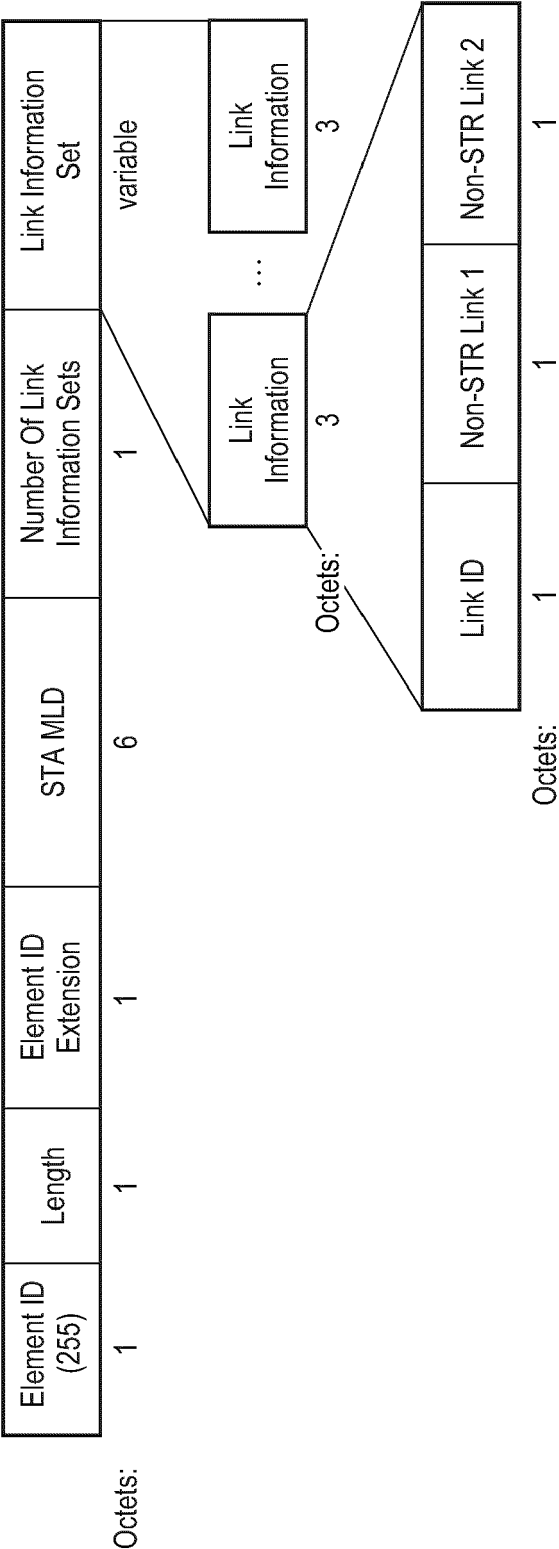 Element ID
(255)
Length
Element ID
Extension
STA MLD
Number Of Link
Information Sets
Link Information
Set
Octets:
1
1
1
6
1
variable
Link
Information
...
Link
Information
Octets:
3
3
Link ID
Non-STR Link 1
Non-STR Link 2
Octets:
1
1
1